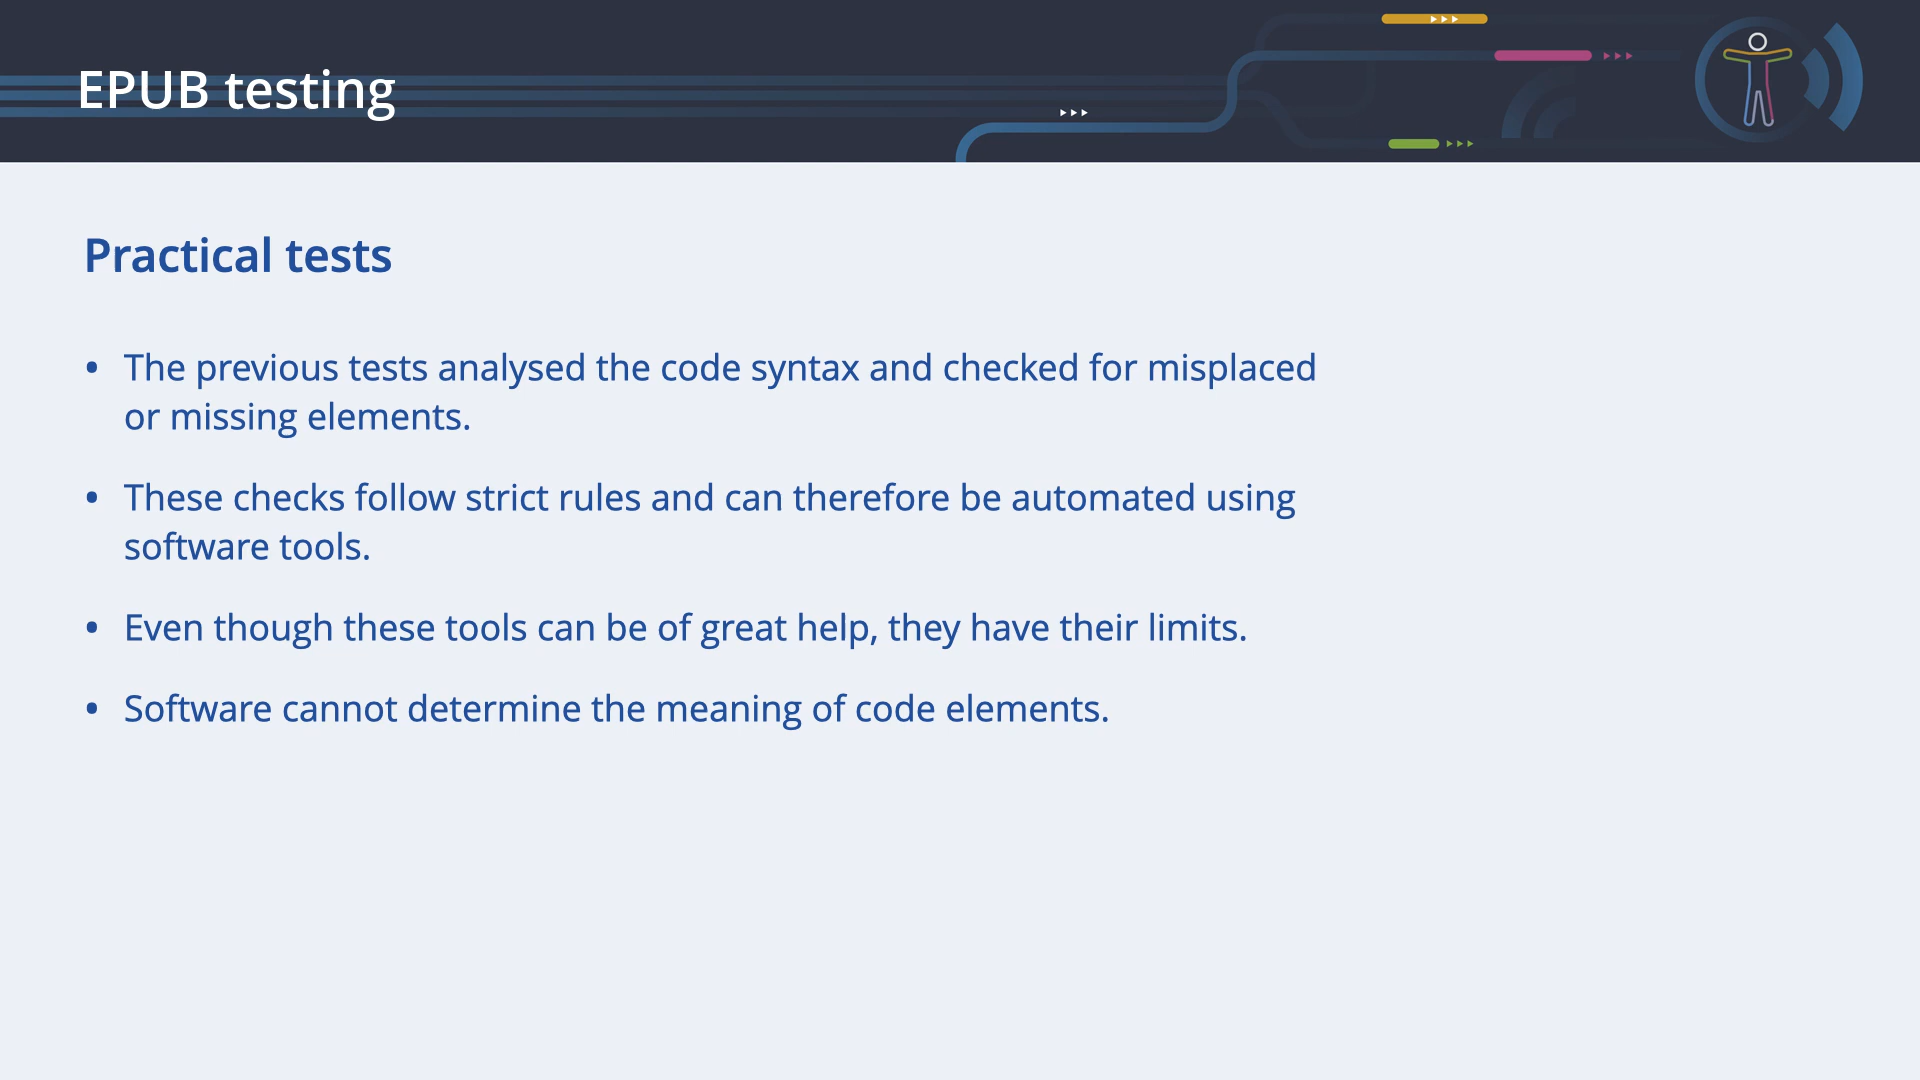 EPUB testing
Practical tests
• The previous tests analysed the code syntax and checked for misplaced
or missing elements.
• These checks follow strict rules and can therefore be automated using
software tools.
• Even though these tools can be of great help, they have their limits.
• Software cannot determine the meaning of code elements.